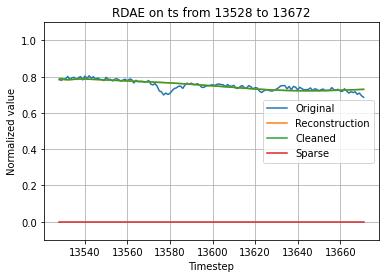 RDAE on ts from 13528 to 13672
Normalized value
1.0
0.8
0.6
0.4
0.2
0.0
Original
Reconstruction
Cleaned
Sparse
13540 13560 13580 13600 13620 13640 13660
Timestep